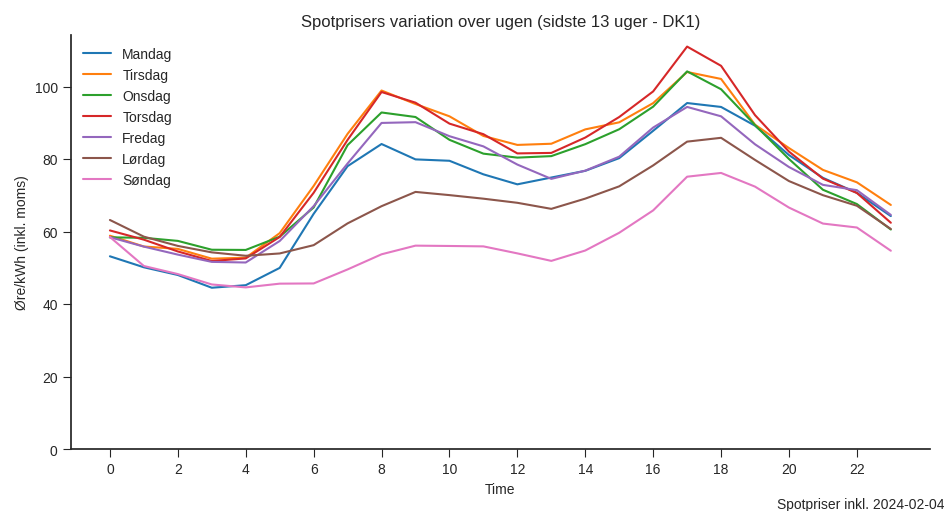 Spotprisers variation over ugen (sidste 13 uger - DK1)
Mandag
Tirsdag
Onsdag
Torsdag
Fredag
Lørdag
Søndag
Øre/kWh (inkl. moms)
100
80
60
40
20
0
0 2 4 6 8 10 12 14 16 18 20 22
Time
Spotpriser inkl. 2024-02-04